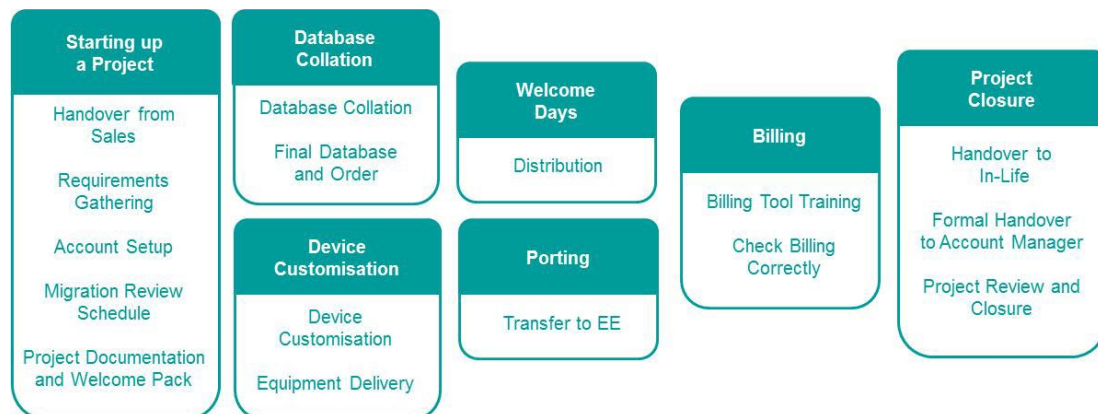 Starting up
a Project
Handover from
Sales
Requirements
Gathering
Account Setup
Migration Review
Schedule
Project Documentation
and Welcome Pack
Database
Collation
Database Collation
Final Database
and Order
Device
Customisation
Device
Customisation
Equipment Delivery
Welcome
Days
Distribution
Porting
Transfer to EE
Billing
Billing Tool Training
Check Billing
Correctly
Project
Closure
Handover to
In-Life
Formal Handover
to Account Manager
Project Review and
Closure